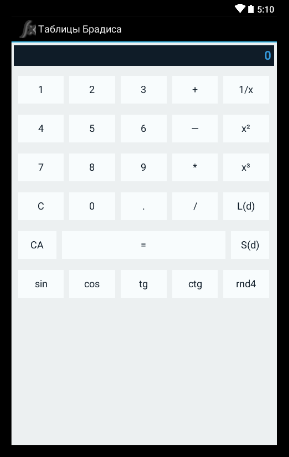 5:10
fx Таблицы Брадиса
0
1 2 3 + 1/x
4 5 6 — x²
7 8 9 * x³
C 0 . / L(d)
CA = S(d)
sin cos tg ctg rnd4